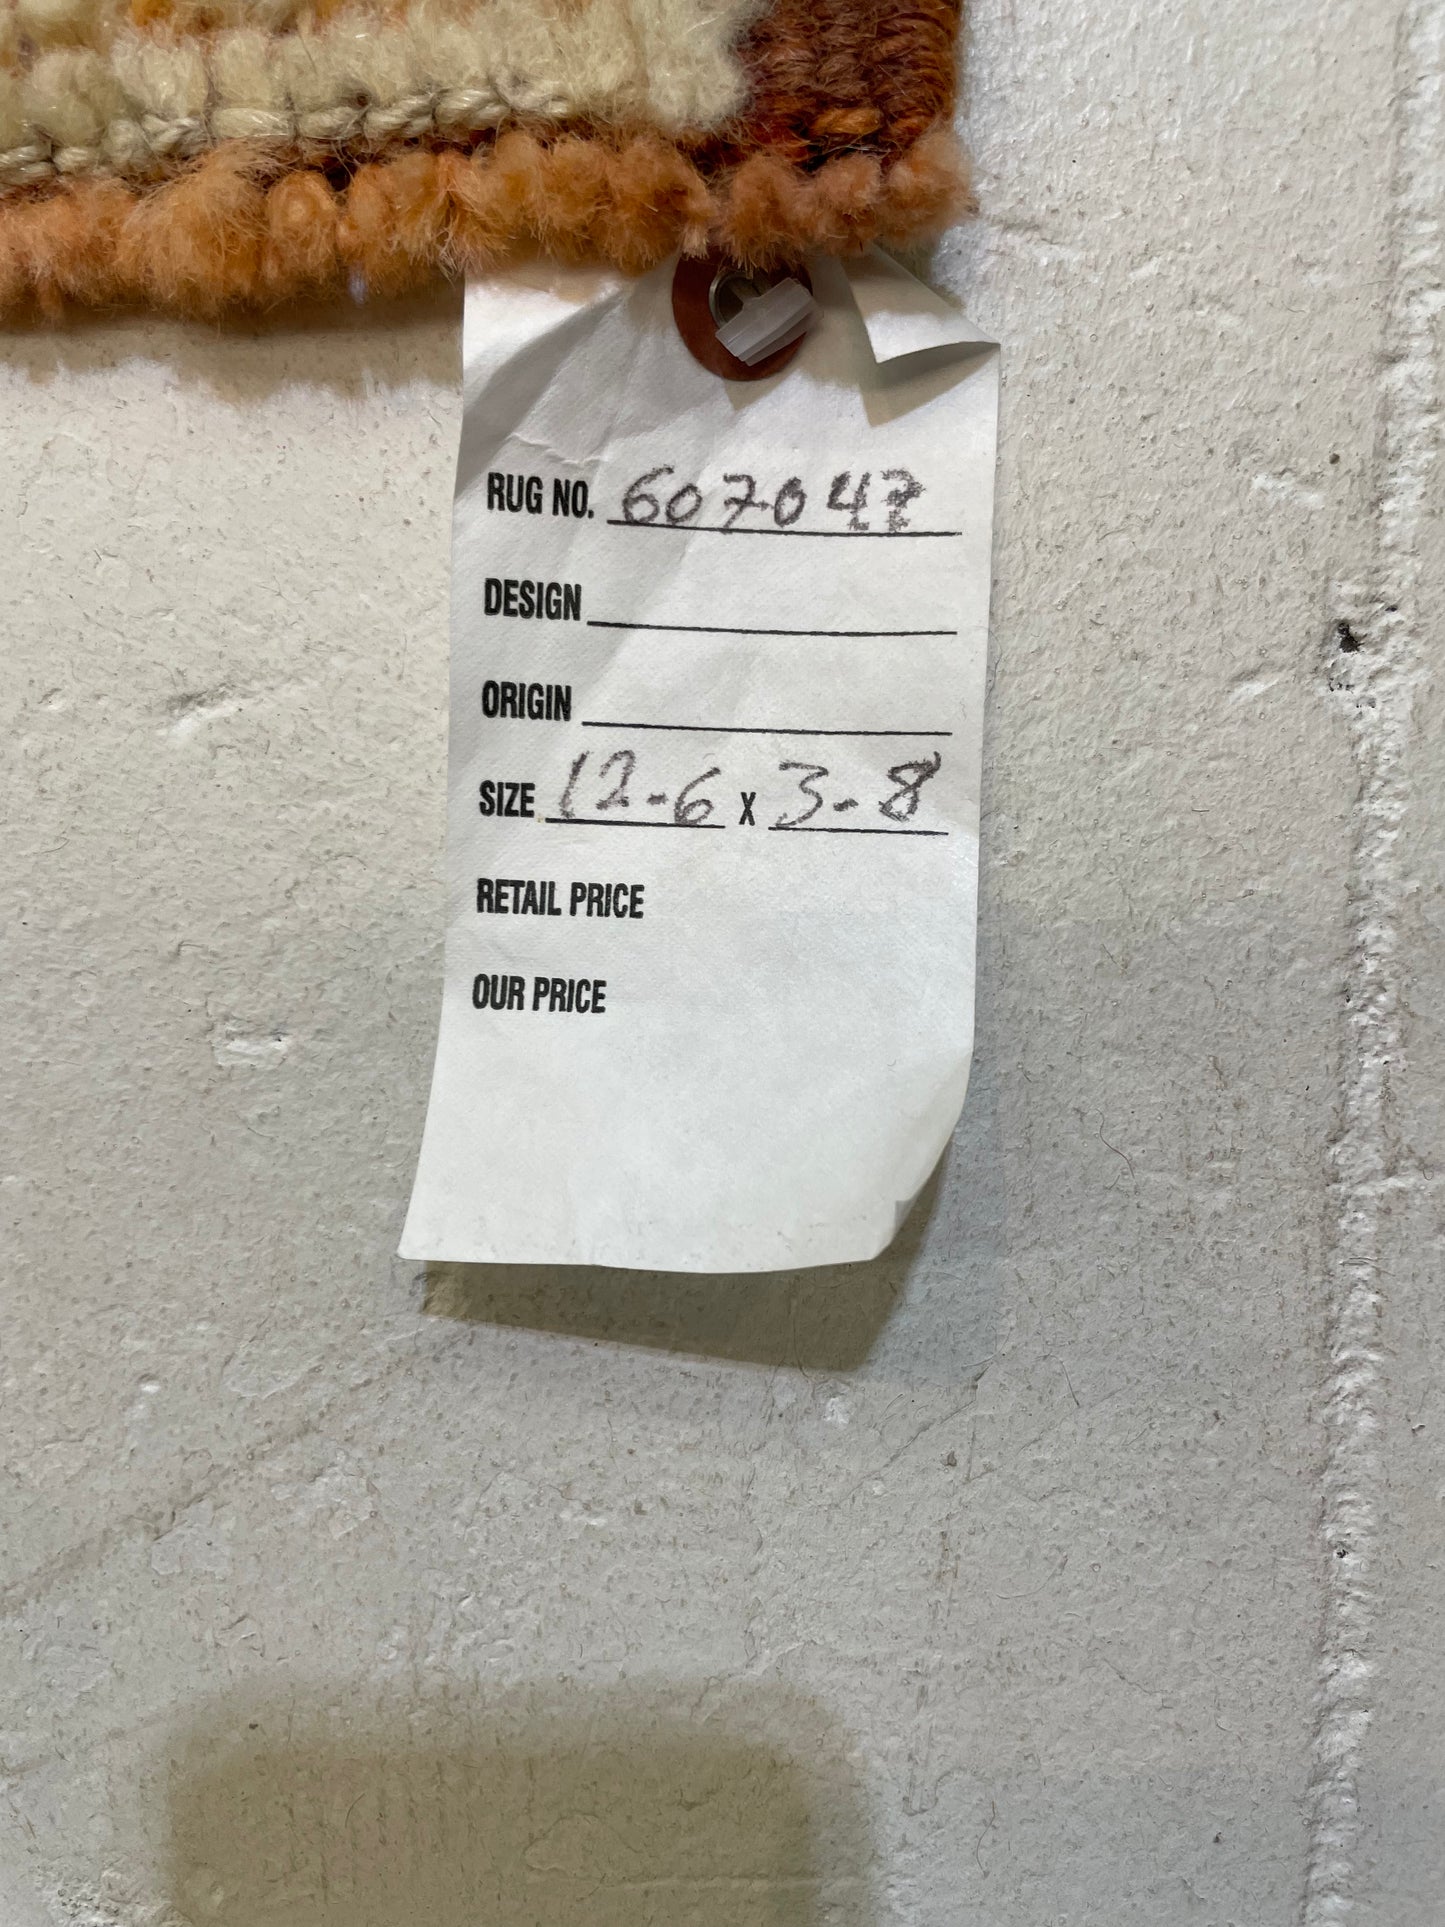 RUG NO. 607047
DESIGN
ORIGIN
SIZE 12-6 X 3-8
RETAIL PRICE
OUR PRICE